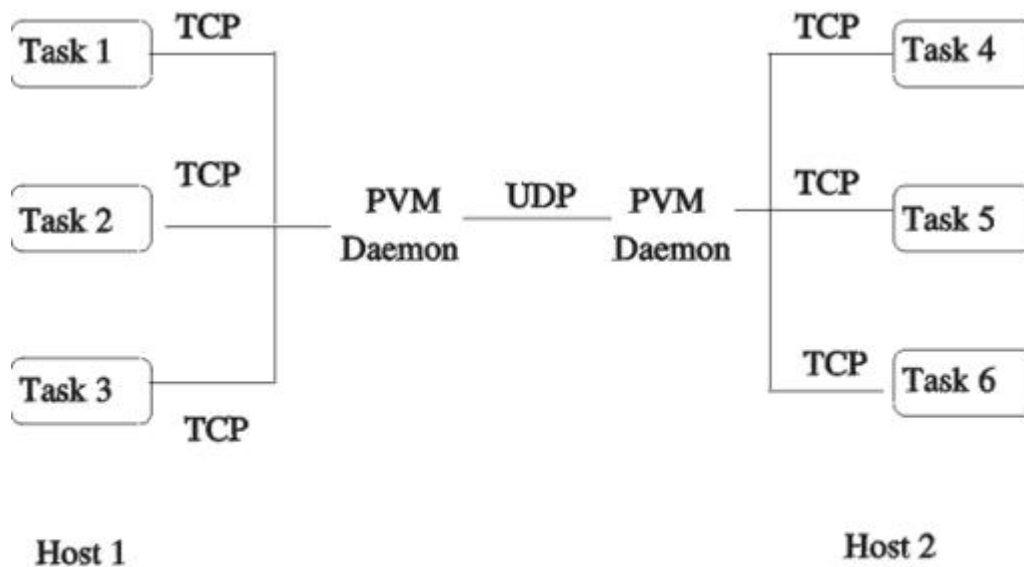 TCP
Task 1
TCP
Task 2
TCP
Task 3
PVM
Daemon
UDP
PVM
Daemon
TCP
Task 4
TCP
Task 5
TCP
Task 6
Host 1
Host 2